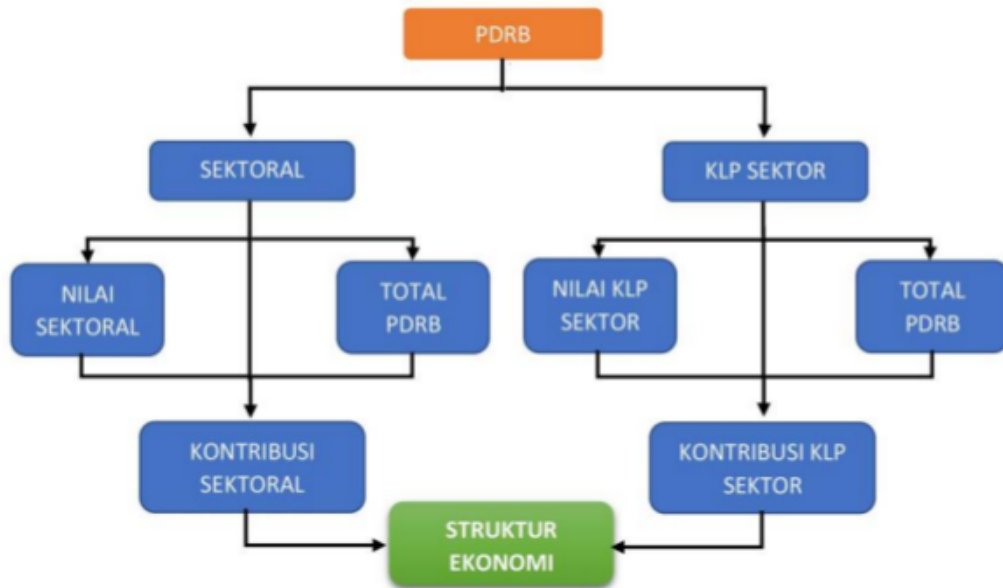 PDRB
SEKTORAL
KLP SEKTOR
NILAI
SEKTORAL
TOTAL
PDRB
NILAI KLP
SEKTOR
TOTAL
PDRB
KONTRIBUSI
SEKTORAL
KONTRIBUSI KLP
SEKTOR
STRUKTUR
EKONOMI